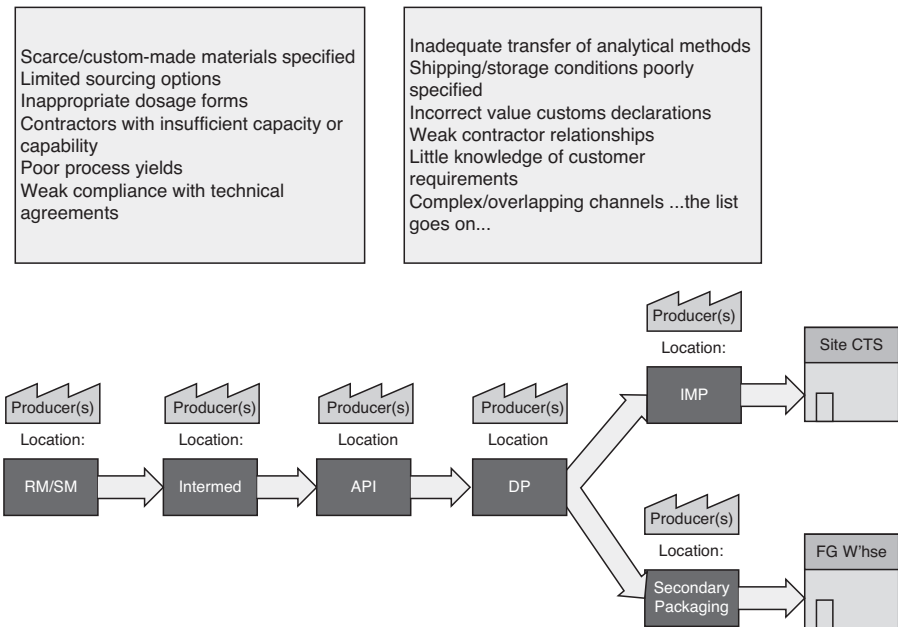 Scarce/custom-made materials specified
Limited sourcing options
Inappropriate dosage forms
Contractors with insufficient capacity or
capability
Poor process yields
Weak compliance with technical
agreements
Inadequate transfer of analytical methods
Shipping/storage conditions poorly
specified
Incorrect value customs declarations
Weak contractor relationships
Little knowledge of customer
requirements
Complex/overlapping channels ...the list
goes on...
Producer(s)
Location:
IMP
Site CTS
Producer(s)
Location:
RM/SM
Producer(s)
Location:
Intermed
Producer(s)
Location
API
Producer(s)
Location
DP
Producer(s)
Location:
Secondary
Packaging
FG W'hse